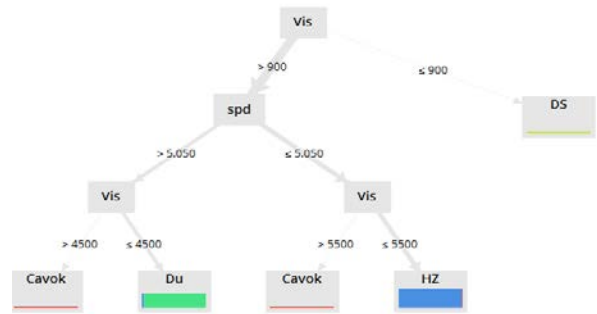 Vis
> 900
≤ 900
spd
DS
> 5.050
≤ 5.050
Vis
Vis
> 4500
≤ 4500
> 5500
≤ 5500
Cavok
Du
Cavok
HZ